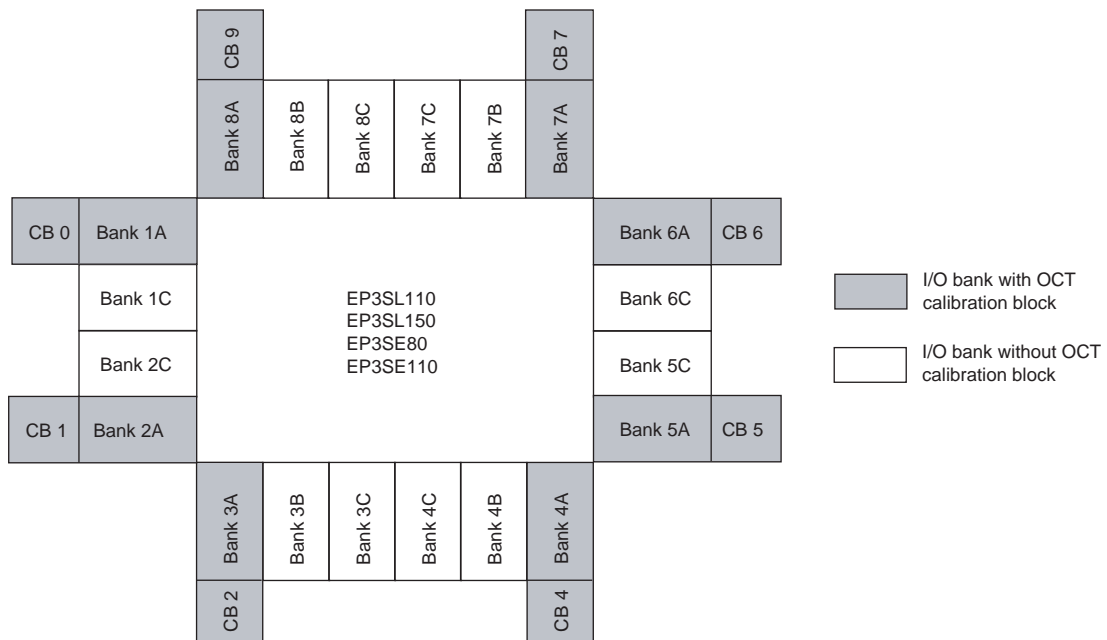 CB 9
CB 7
Bank 8A
Bank 8B
Bank 8C
Bank 7C
Bank 7B
Bank 7A
CB 0
Bank 1A
Bank 6A
CB 6
Bank 1C
Bank 6C
Bank 2C
Bank 5C
CB 1
Bank 2A
Bank 5A
CB 5
EP3SL110
EP3SL150
EP3SE80
EP3SE110
Bank 3A
Bank 3B
Bank 3C
Bank 4C
Bank 4B
Bank 4A
CB 2
CB 4
I/O bank with OCT
calibration block
I/O bank without OCT
calibration block